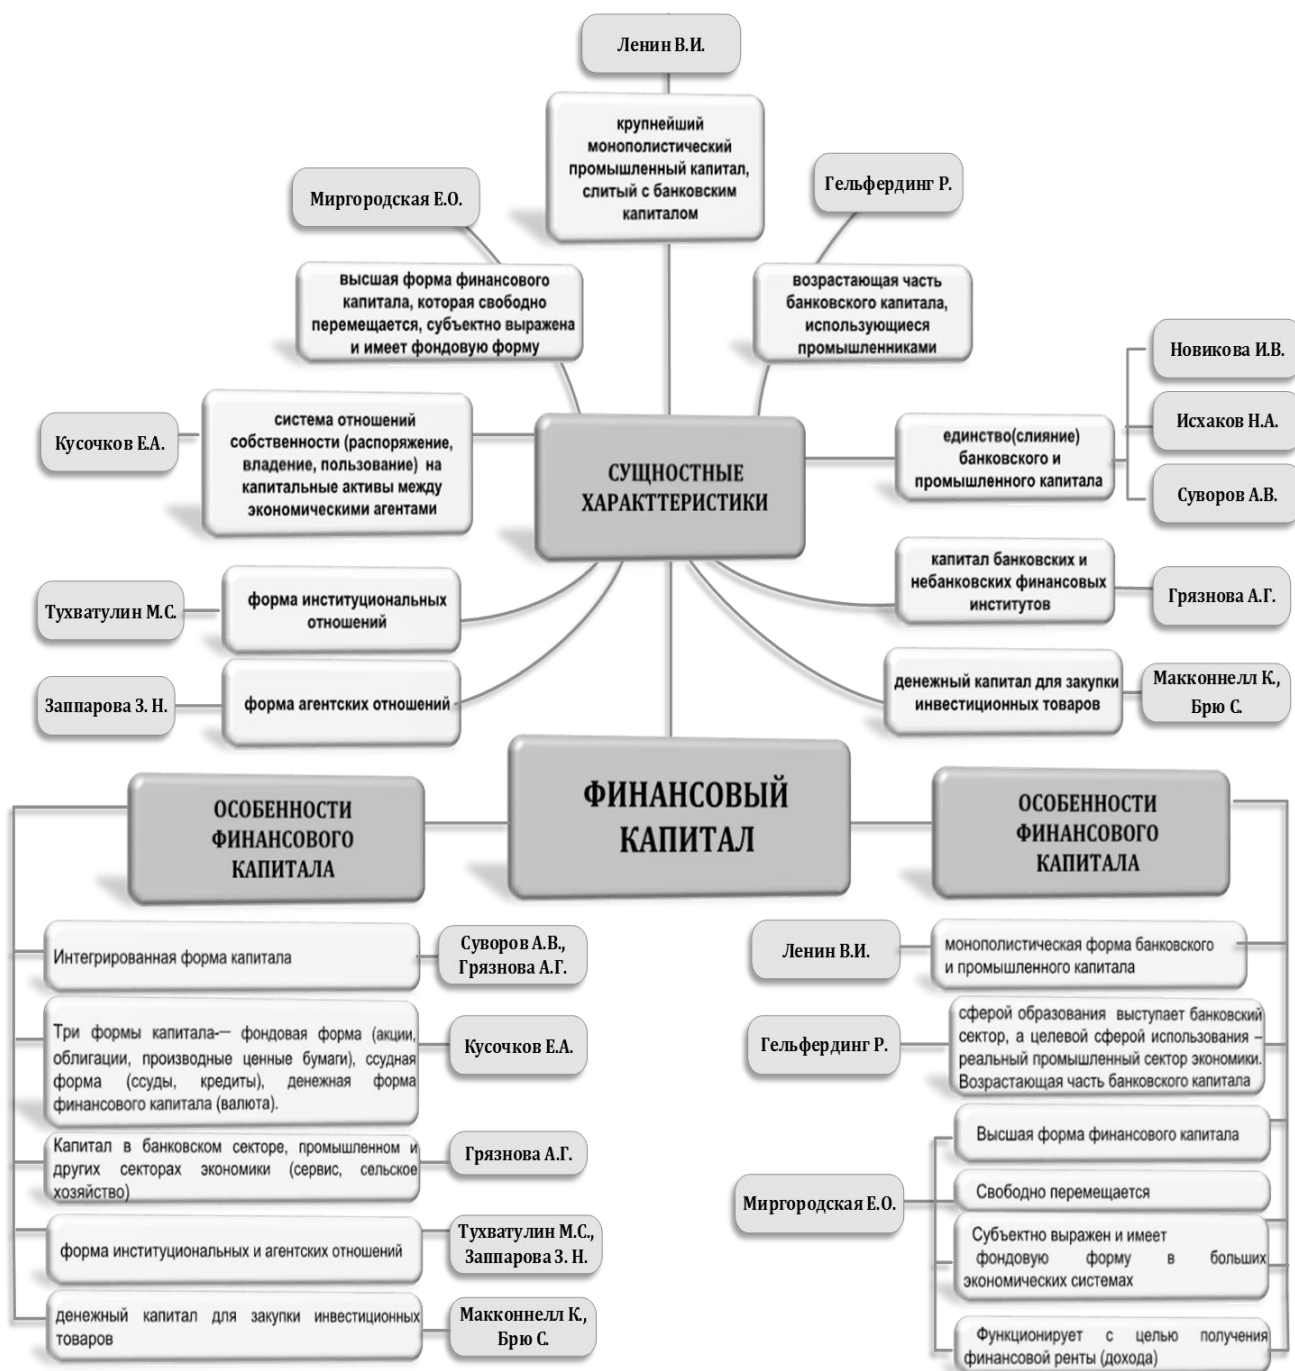 Ленин В.И.
крупнейший
монополистический
промышленный капитал,
слитый с банковским
капиталом
Миргородская Е.О.
Гельфердинг Р.
высшая форма финансового
капитала, которая свободно
перемещается, субъектно выражена
и имеет фондовую форму
возрастающая часть
банковского капитала,
использующиеся
промышленниками
Кусочков Е.А.
система отношений
собственности (распоряжение,
владение, пользование) на
капитальные активы между
экономическими агентами
СУЩНОСТНЫЕ
ХАРАКТТЕРИСТИКИ
единство(слияние)
банковского и
промышленного капитала
Новикова И.В.
Исхаков Н.А.
Суворов А.В.
Тухватулин М.С.
форма институциональных
отношений
капитал банковских и
небанковских финансовых
институтов
Грязнова А.Г.
Заппарова З. Н.
форма агентских отношений
денежный капитал для закупки
инвестиционных товаров
Макконнелл К.,
Брю С.
ФИНАНСОВЫЙ
КАПИТАЛ
ОСОБЕННОСТИ
ФИНАНСОВОГО
КАПИТАЛА
Интегрированная форма капитала
Суворов А.В.,
Грязнова А.Г.
Три формы капитала-— фондовая форма (акции,
облигации, производные ценные бумаги), ссудная
форма (ссуды, кредиты), денежная форма
финансового капитала (валюта).
Кусочков Е.А.
Капитал в банковском секторе, промышленном и
других секторах экономики (сервис, сельское
хозяйство)
Грязнова А.Г.
форма институциональных и агентских отношений
Тухватулин М.С.,
Заппарова З. Н.
денежный капитал для закупки инвестиционных
товаров
Макконнелл К.,
Брю С.
ОСОБЕННОСТИ
ФИНАНСОВОГО
КАПИТАЛА
Ленин В.И.
монополистическая форма банковского
и промышленного капитала
Гельфердинг Р.
сферой образования выступает банковский
сектор, а целевой сферой использования –
реальный промышленный сектор экономики.
Возрастающая часть банковского капитала
Миргородская Е.О.
Высшая форма финансового капитала
Свободно перемещается
Субъектно выражен и имеет
фондовую форму в больших
экономических системах
Функционирует с целью получения
финансовой ренты (дохода)